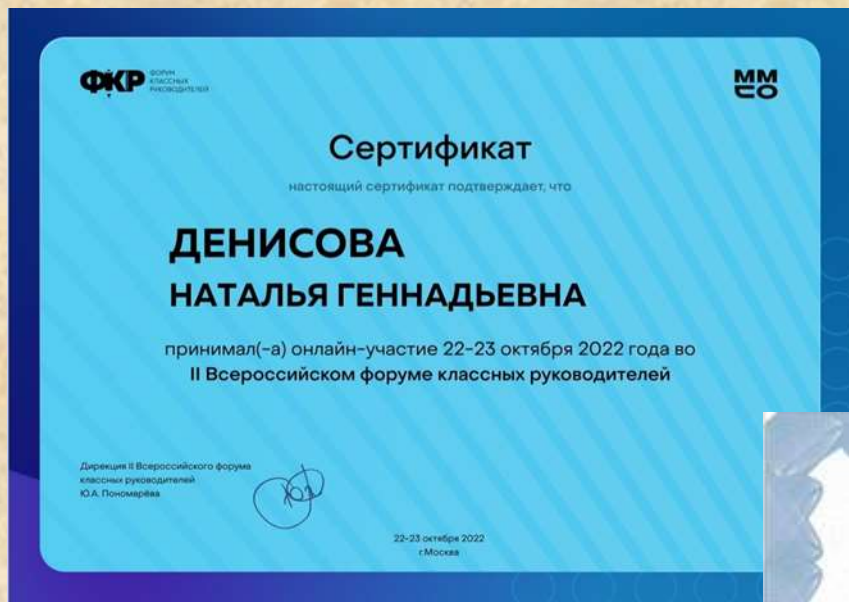 ФКР
ФОРУМ
КЛАССНЫХ
РУКОВОДИТЕЛЕЙ
ММ
СО
Сертификат
настоящий сертификат подтверждает, что
ДЕНИСОВА
НАТАЛЬЯ ГЕННАДЬЕВНА
принимал(-а) онлайн-участие 22-23 октября 2022 года во
II Всероссийском форуме классных руководителей
Дирекция II Всероссийского форума
классных руководителей
Ю.А. Пономарёва
22-23 октября 2022
г.Москва